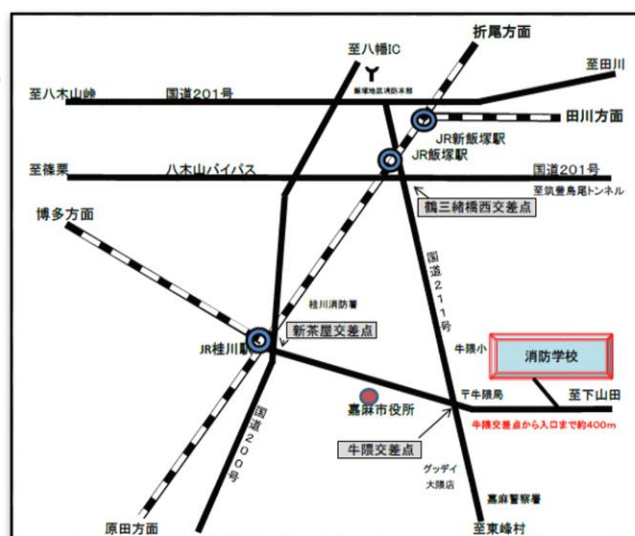 折尾方面
至八幡IC
至田川
飯塚地区消防本部
至八木山峠
国道201号
JR新飯塚駅
田川方面
JR飯塚駅
至篠栗
八木山バイパス
国道201号
至筑豊烏尾トンネル
鶴三緒橋西交差点
博多方面
国道211号
桂川消防署
新茶屋交差点
JR桂川駅
牛隈小
消防学校
〒牛隈局
至下山田
嘉麻市役所
牛隈交差点から入口まで約400m
国道200号
牛隈交差点
グッデイ
大隈店
嘉麻警察署
原田方面
至東峰村